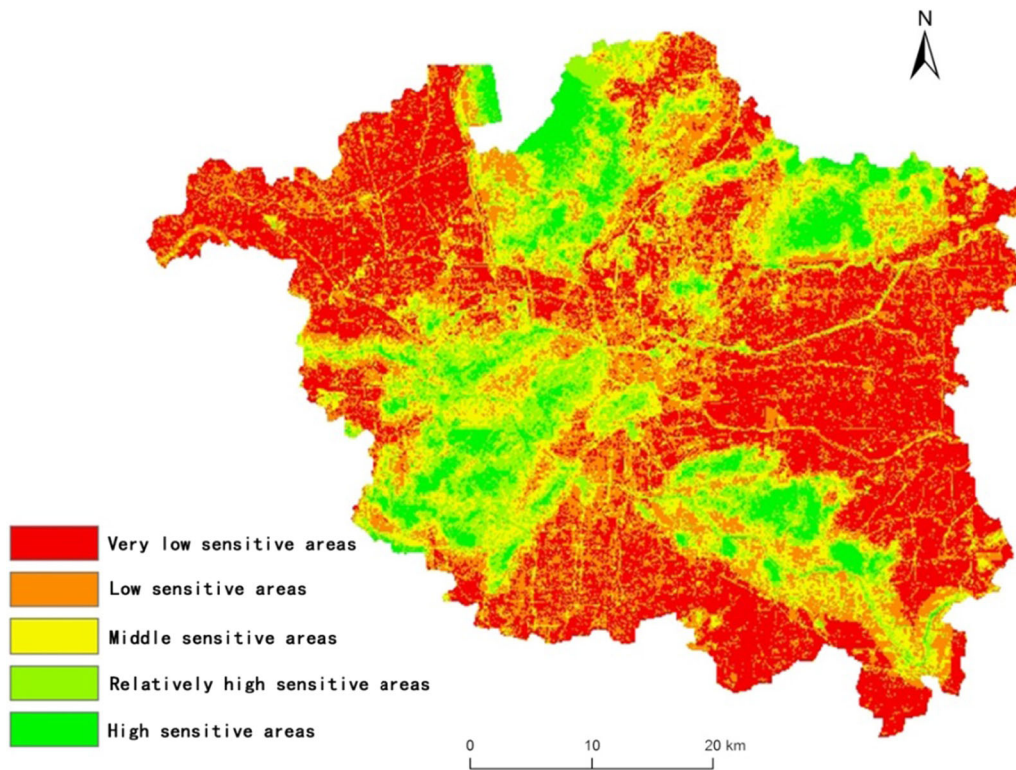 N
Very low sensitive areas
Low sensitive areas
Middle sensitive areas
Relatively high sensitive areas
High sensitive areas
0 10 20 km